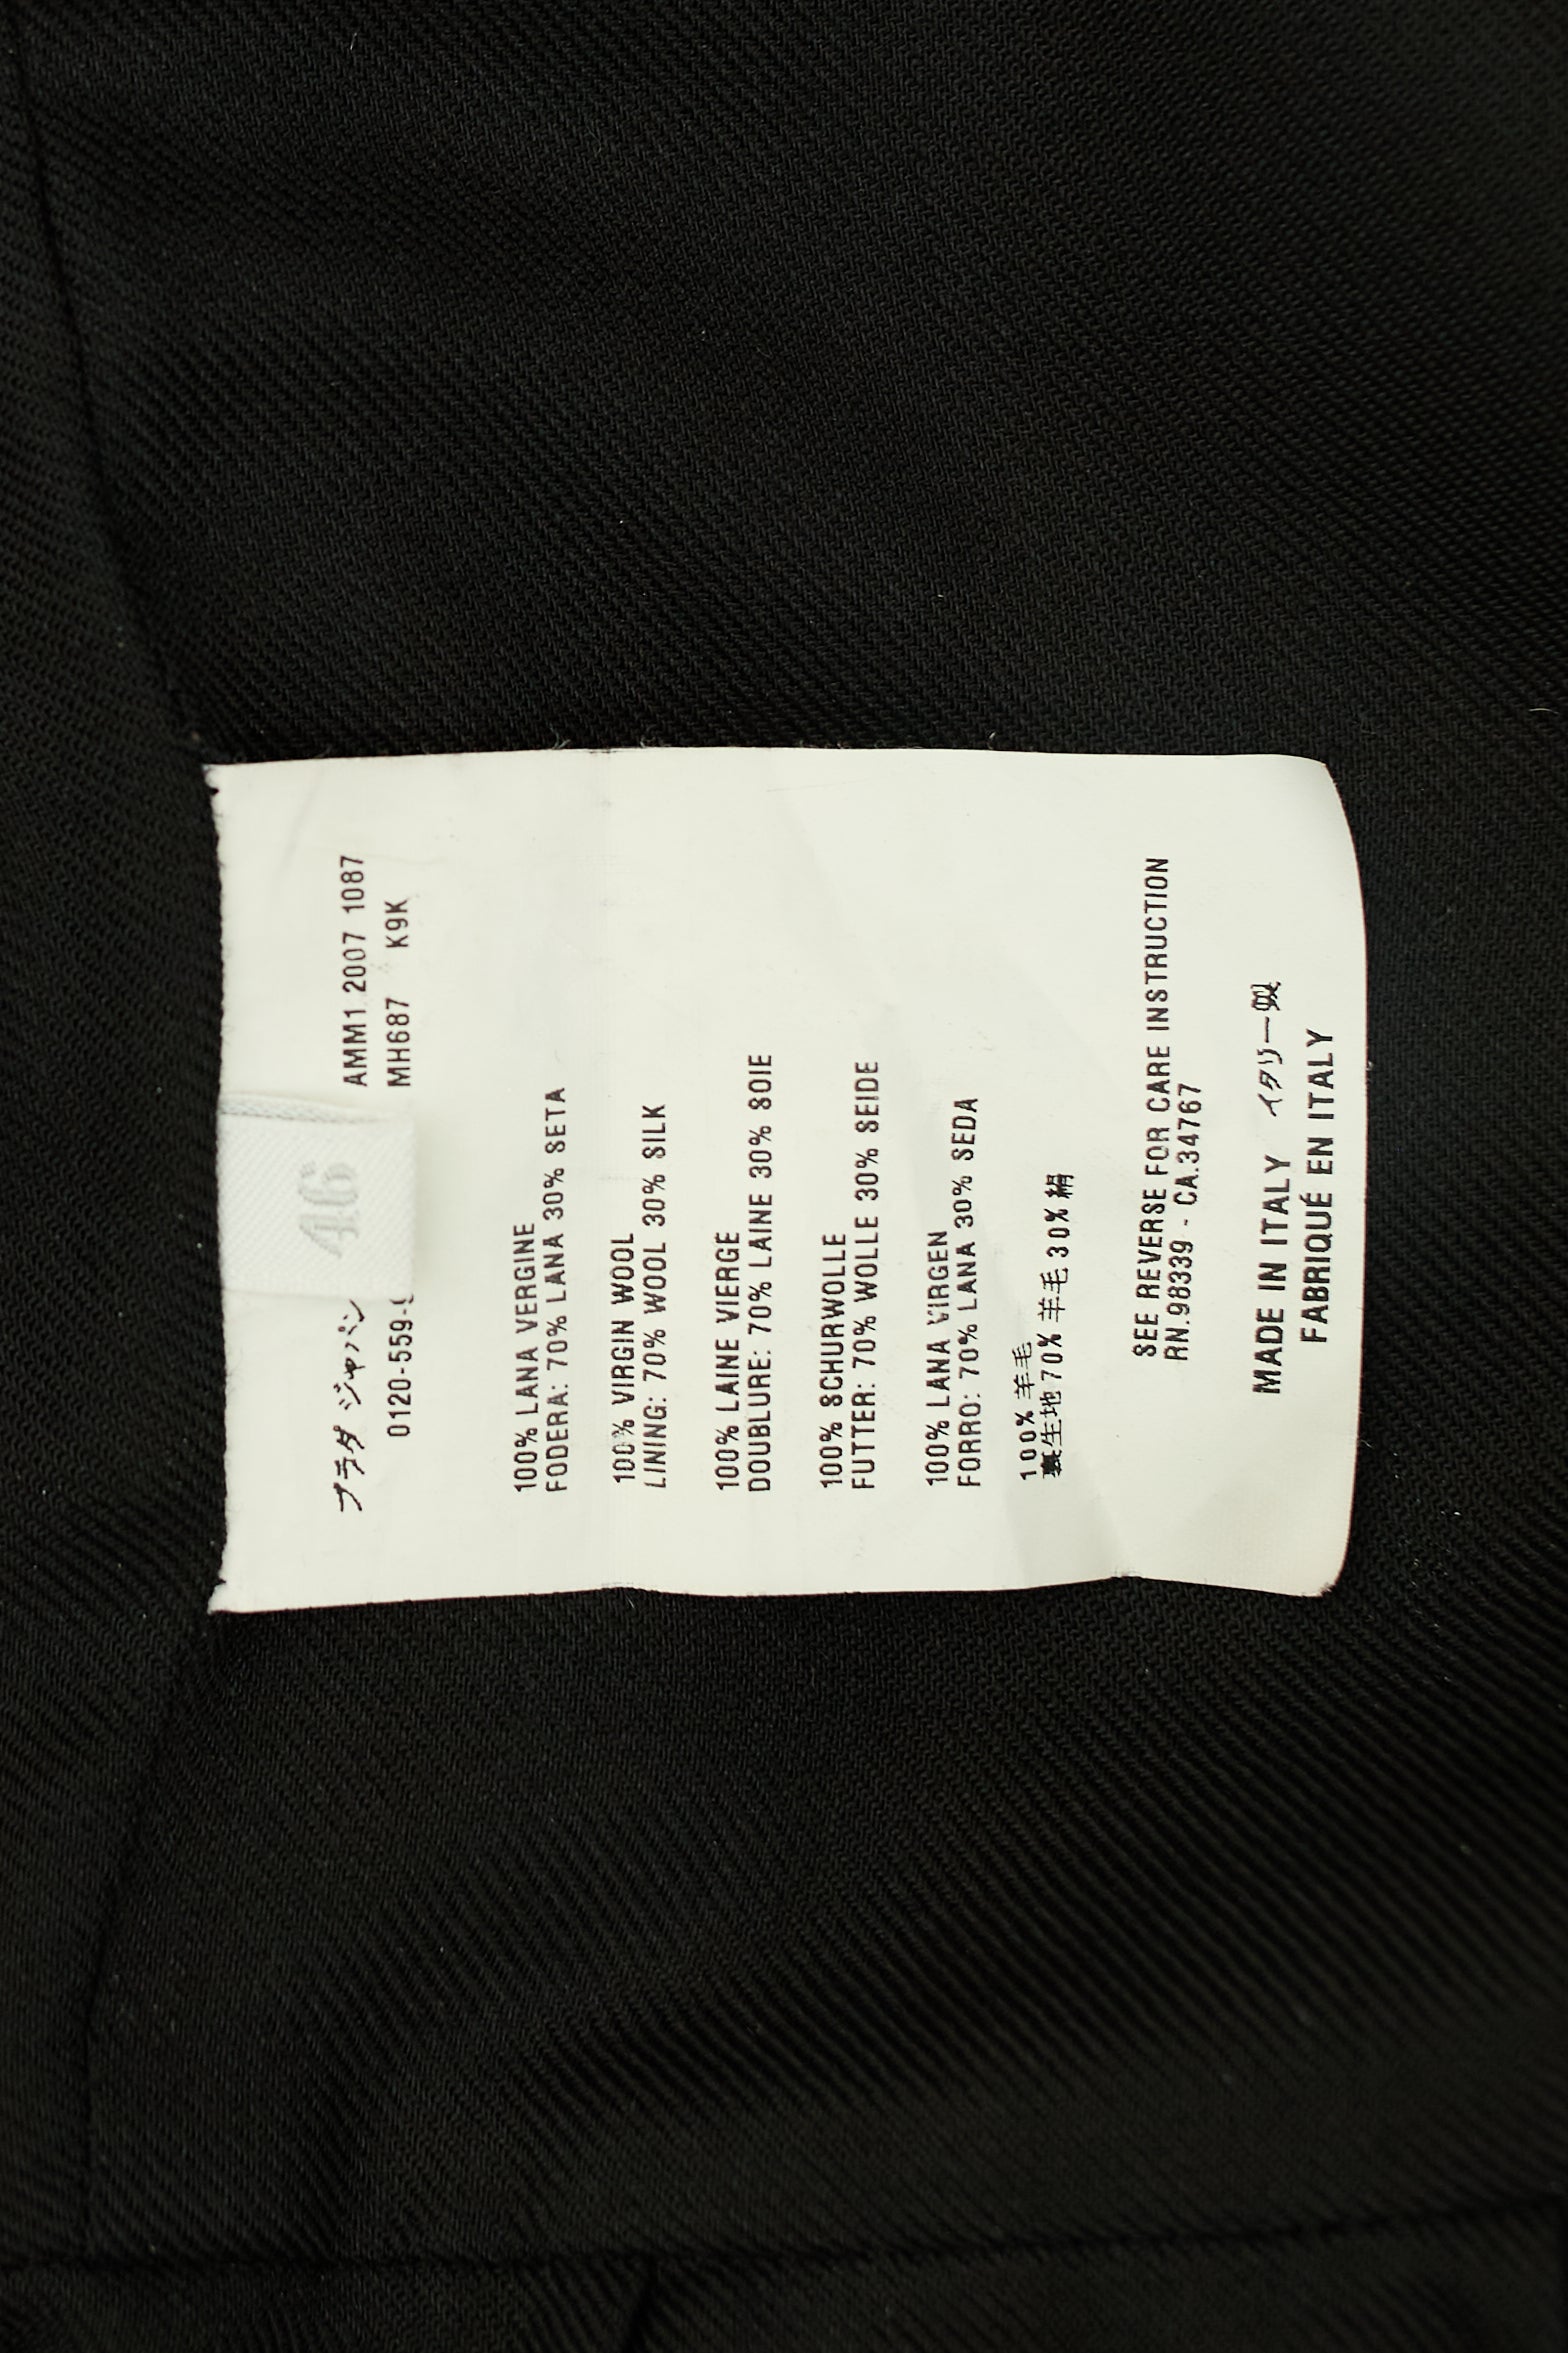 46
プラダ ジャパン AMM1 2007 1087
0120-559- MH687 K9K
100% LANA VERGINE
FODERA: 70% LANA 30% SETA
100% VIRGIN WOOL
LINING: 70% WOOL 30% SILK
100% LAINE VIERGE
DOUBLURE: 70% LAINE 30% SOIE
100% SCHURWOLLE
FUTTER: 70% WOLLE 30% SEIDE
100% LANA VIRGEN
FORRO: 70% LANA 30% SEDA
100% 羊毛
裏生地70% 羊毛30%絹
SEE REVERSE FOR CARE INSTRUCTION
RN.98339 - CA.34767
MADE IN ITALY イタリー製
FABRIQUÉ EN ITALY